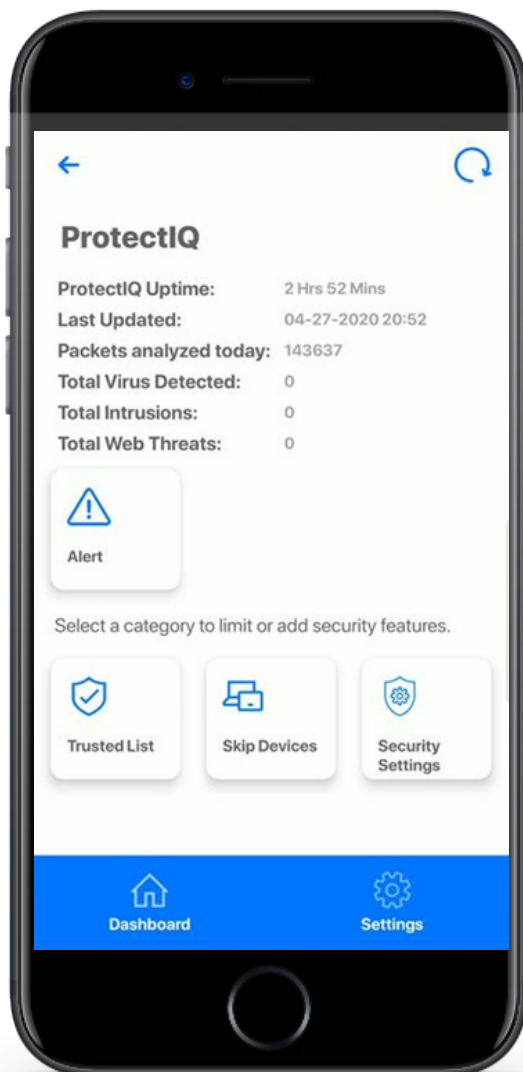 ProtectIQ
ProtectIQ Uptime: 2 Hrs 52 Mins
Last Updated: 04-27-2020 20:52
Packets analyzed today: 143637
Total Virus Detected: 0
Total Intrusions: 0
Total Web Threats: 0
Alert
Select a category to limit or add security features.
Trusted List
Skip Devices
Security
Settings
Dashboard
Settings